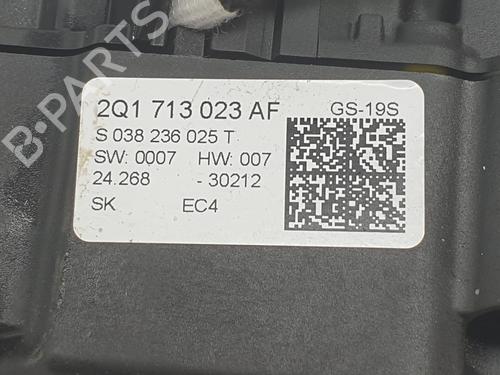 2Q1 713 023 AF GS-19S
S 038 236 025 T
SW: 0007 HW: 007
24.268 - 30212
SK EC4
B-PARTS